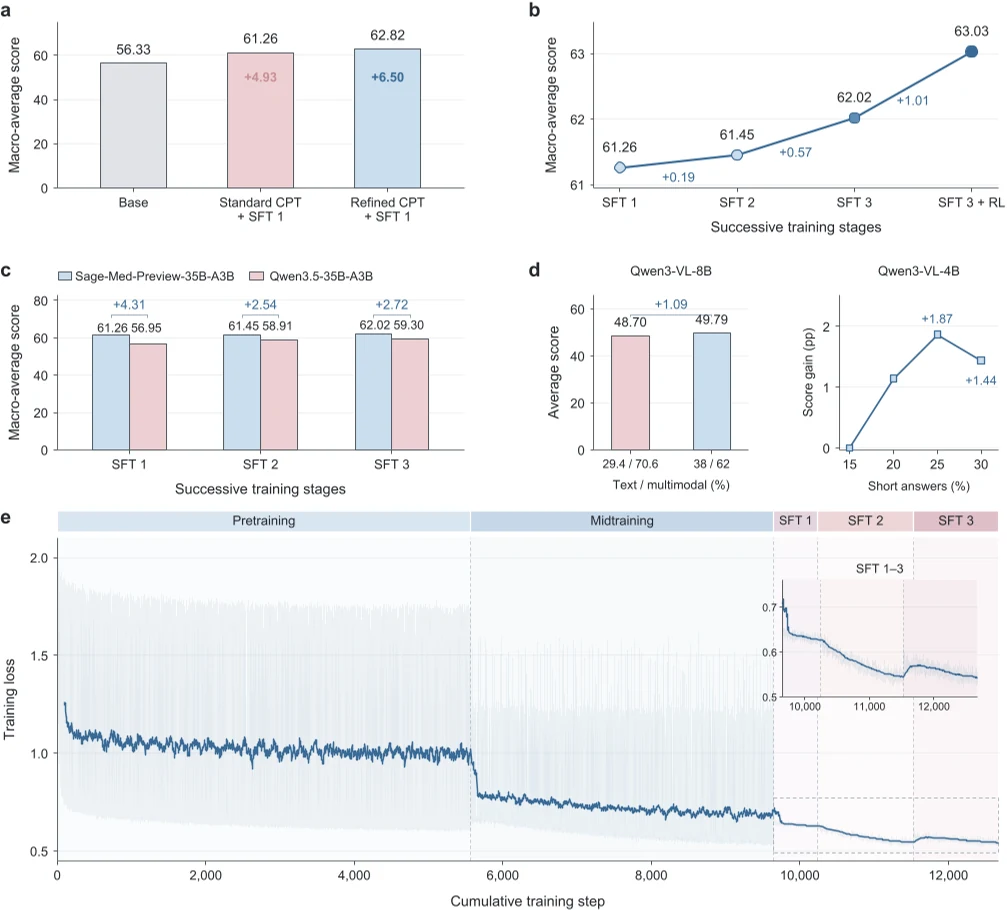 a
Macro-average score
60
40
20
0
56.33
61.26
62.82
+4.93
+6.50
Base
Standard CPT
+ SFT 1
Refined CPT
+ SFT 1
b
Macro-average score
63
62
61
61.26
61.45
62.02
63.03
+0.19
+0.57
+1.01
SFT 1
SFT 2
SFT 3
SFT 3 + RL
Successive training stages
c
Sage-Med-Preview-35B-A3B
Qwen3.5-35B-A3B
Macro-average score
80
60
40
20
0
+4.31
+2.54
+2.72
61.26 56.95
61.45 58.91
62.02 59.30
SFT 1
SFT 2
SFT 3
Successive training stages
d
Qwen3-VL-8B
Average score
60
40
20
0
+1.09
48.70
49.79
29.4 / 70.6
38 / 62
Text / multimodal (%)
Qwen3-VL-4B
Score gain (pp)
2
1
0
+1.87
+1.44
15
20
25
30
Short answers (%)
e
Pretraining
Midtraining
SFT 1
SFT 2
SFT 3
Training loss
2.0
1.5
1.0
0.5
SFT 1–3
0.7
0.6
0.5
10,000
11,000
12,000
0
2,000
4,000
6,000
8,000
10,000
12,000
Cumulative training step